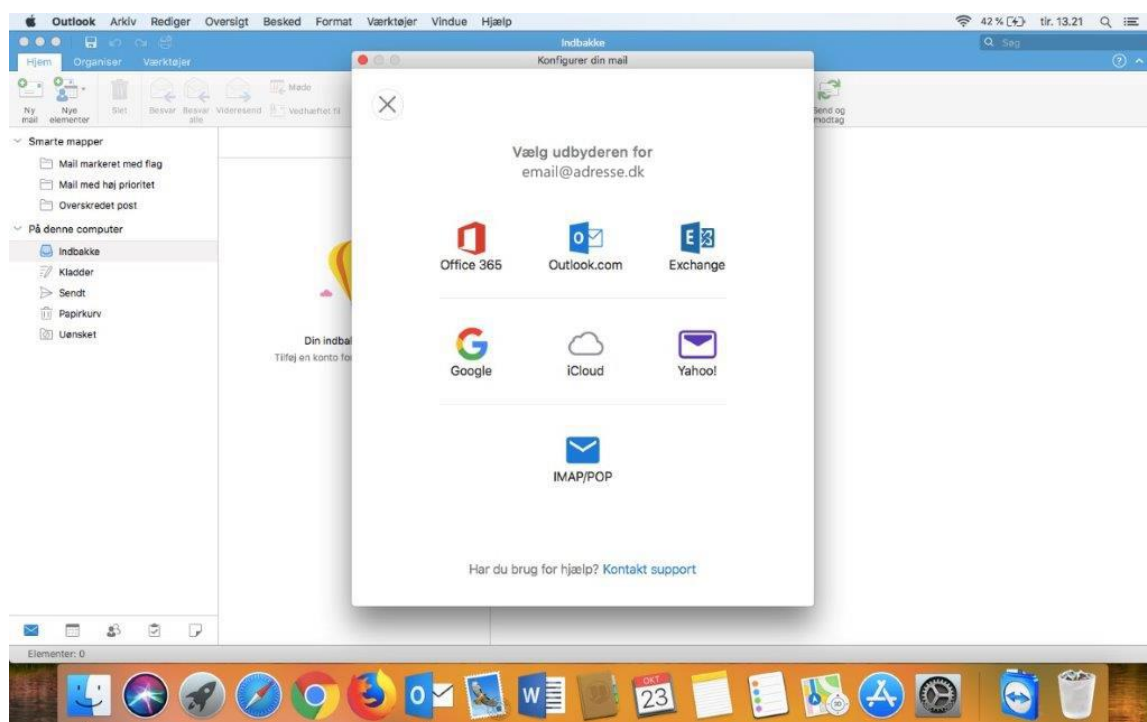 Outlook Arkiv Rediger Oversigt Besked Format Værktøjer Vindue Hjælp 42 % tir. 13.21
Indbakke
Søg
Hjem Organiser Værktøjer
Konfigurer din mail
Ny mail
Nye elementer
Slet
Besvar
Besvar alle
Videresend
Møde
Vedhæftet fil
Send og modtag
Smarte mapper
Mail markeret med flag
Mail med høj prioritet
Overskredet post
På denne computer
Indbakke
Kladder
Sendt
Papirkurv
Uønsket
Din indba
Tilføj en konto for
Vælg udbyderen for
email@adresse.dk
Office 365
Outlook.com
Exchange
Google
iCloud
Yahoo!
IMAP/POP
Har du brug for hjælp? Kontakt support
Elementer: 0
OKT
23